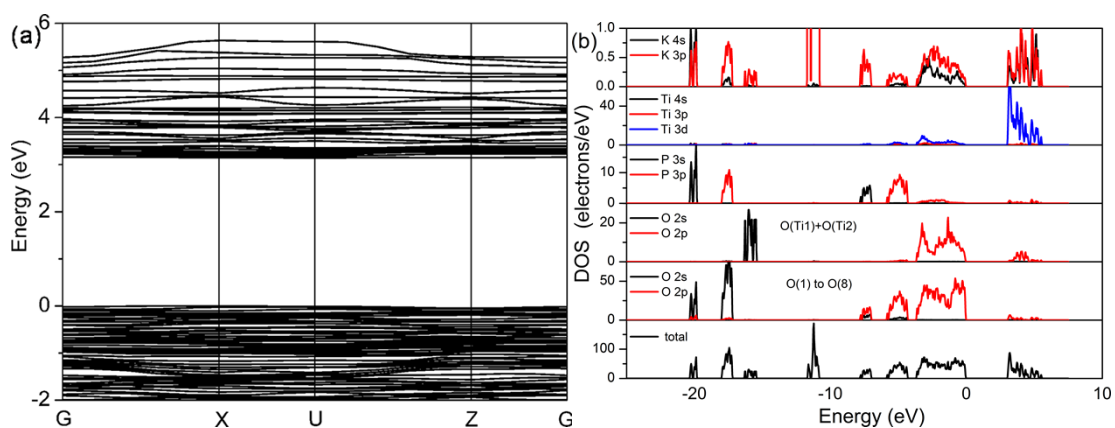 (a)
Energy (eV)
6
4
2
0
-2
G X U Z G
(b)
DOS (electrons/eV)
1.0
0.5
0.0
K 4s
K 3p
40
0
Ti 4s
Ti 3p
Ti 3d
10
0
P 3s
P 3p
20
10
0
O 2s
O 2p
O(Ti1)+O(Ti2)
50
25
0
O 2s
O 2p
O(1) to O(8)
100
0
total
-20 -10 0 10
Energy (eV)